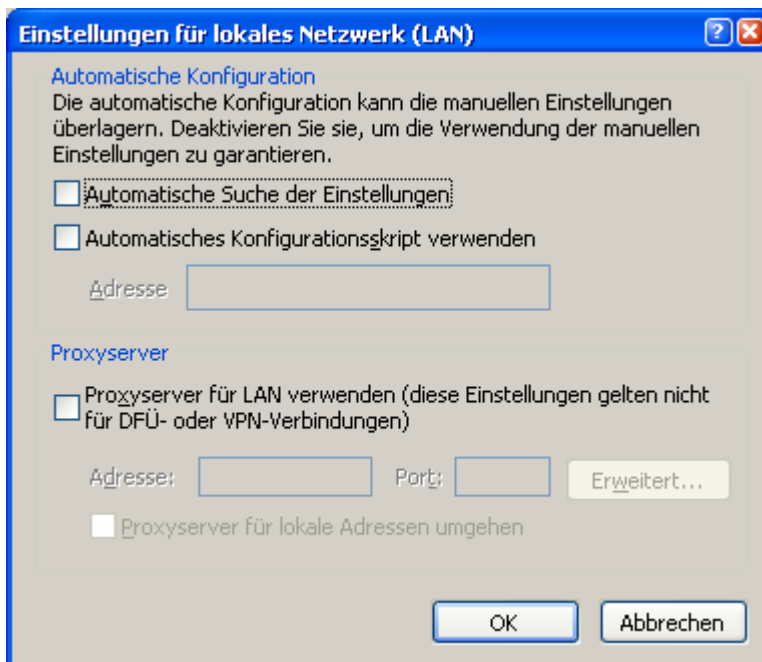 Einstellungen für lokales Netzwerk (LAN)
Automatische Konfiguration
Die automatische Konfiguration kann die manuellen Einstellungen
überlagern. Deaktivieren Sie sie, um die Verwendung der manuellen
Einstellungen zu garantieren.
Automatische Suche der Einstellungen
Automatisches Konfigurationsskript verwenden
Adresse
Proxyserver
Proxyserver für LAN verwenden (diese Einstellungen gelten nicht
für DFÜ- oder VPN-Verbindungen)
Adresse: Port: Erweitert...
Proxyserver für lokale Adressen umgehen
OK Abbrechen